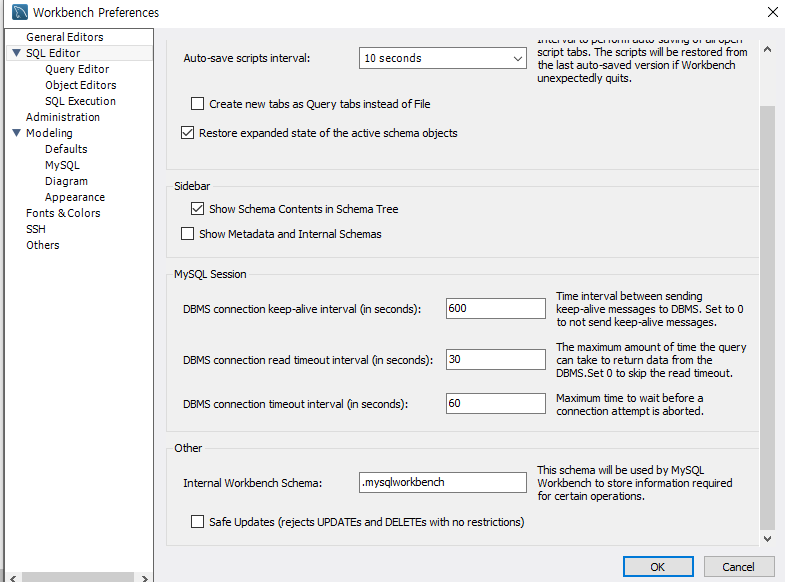 Workbench Preferences
General Editors
SQL Editor
Query Editor
Object Editors
SQL Execution
Administration
Modeling
Defaults
MySQL
Diagram
Appearance
Fonts & Colors
SSH
Others
Interval to perform auto-saving of all open
Auto-save scripts interval:
10 seconds
script tabs. The scripts will be restored from
the last auto-saved version if Workbench
unexpectedly quits.
Create new tabs as Query tabs instead of File
Restore expanded state of the active schema objects
Sidebar
Show Schema Contents in Schema Tree
Show Metadata and Internal Schemas
MySQL Session
DBMS connection keep-alive interval (in seconds):
600
Time interval between sending
keep-alive messages to DBMS. Set to 0
to not send keep-alive messages.
DBMS connection read timeout interval (in seconds):
30
The maximum amount of time the query
can take to return data from the
DBMS.Set 0 to skip the read timeout.
DBMS connection timeout interval (in seconds):
60
Maximum time to wait before a
connection attempt is aborted.
Other
Internal Workbench Schema:
.mysqlworkbench
This schema will be used by MySQL
Workbench to store information required
for certain operations.
Safe Updates (rejects UPDATEs and DELETEs with no restrictions)
OK
Cancel